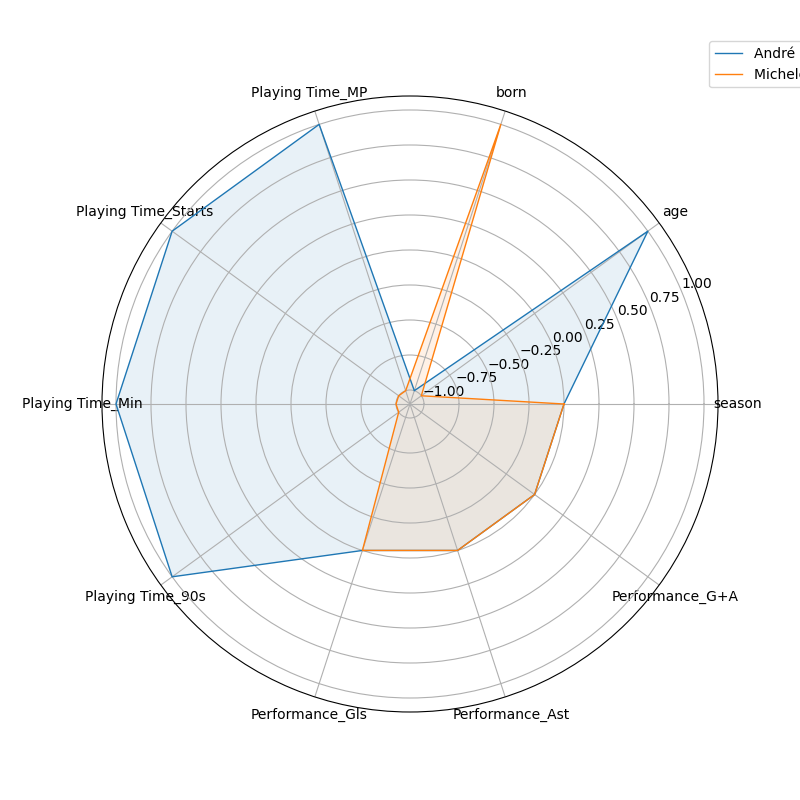 André
Michel
Playing Time_MP
born
Playing Time_Starts
age
1.00
0.75
0.50
0.25
0.00
−0.25
−0.50
−0.75
−1.00
Playing Time_Min
season
Playing Time_90s
Performance_G+A
Performance_Gls
Performance_Ast